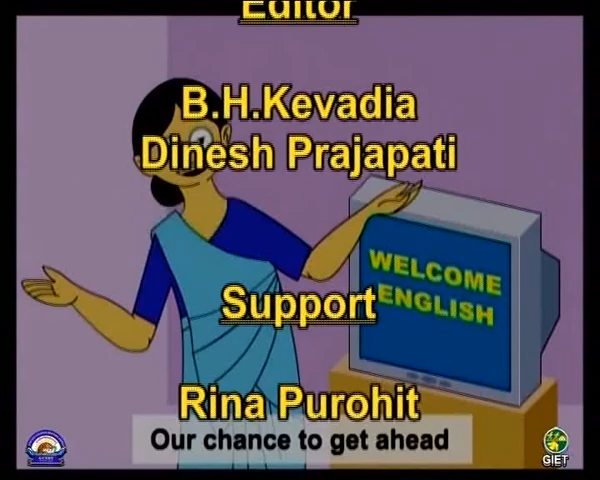 Editor
B.H.Kevadia
Dinesh Prajapati
WELCOME
ENGLISH
Support
Rina Purohit
Our chance to get ahead
GIET